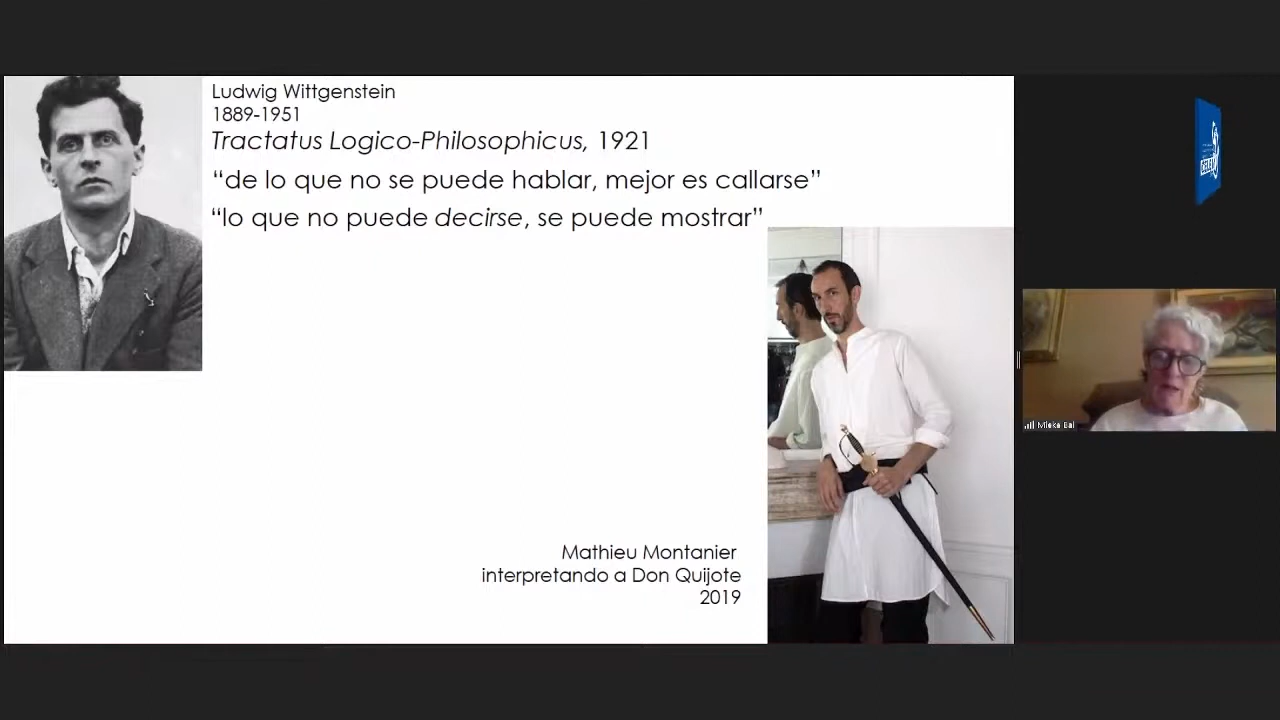 Ludwig Wittgenstein
1889-1951
Tractatus Logico-Philosophicus, 1921
“de lo que no se puede hablar, mejor es callarse”
“lo que no puede decirse, se puede mostrar”
Mathieu Montanier
interpretando a Don Quijote
2019
Mieke Bal